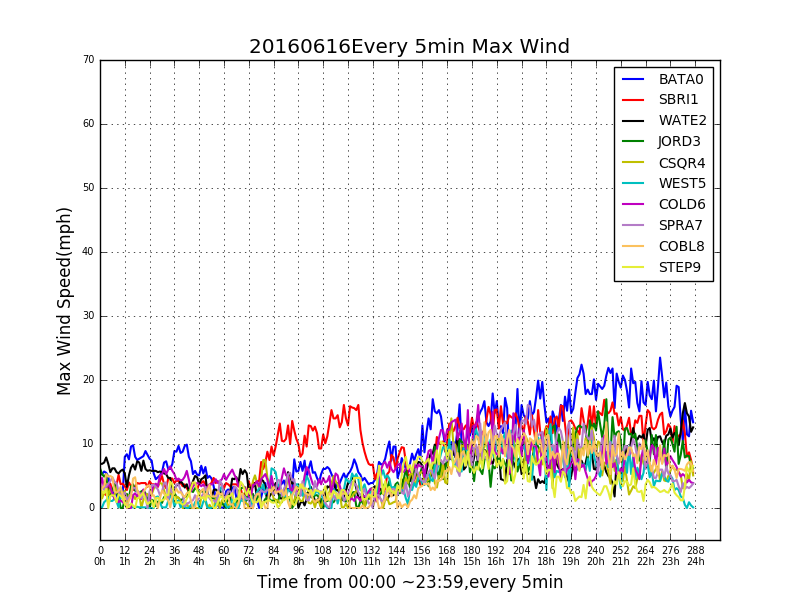 20160616Every 5min Max Wind
70
60
50
40
30
20
10
0
Max Wind Speed(mph)
BATA0
SBRI1
WATE2
JORD3
CSQR4
WEST5
COLD6
SPRA7
COBL8
STEP9
0 12 24 36 48 60 72 84 96 108 120 132 144 156 168 180 192 204 216 228 240 252 264 276 288
0h 1h 2h 3h 4h 5h 6h 7h 8h 9h 10h 11h 12h 13h 14h 15h 16h 17h 18h 19h 20h 21h 22h 23h 24h
Time from 00:00 ~23:59,every 5min